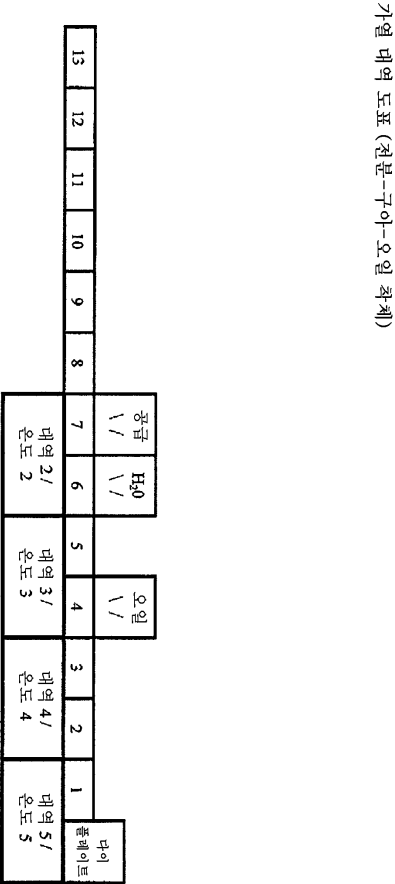 가열 대역 도표 (전분-구아-오일 착체)
공급
\ /
H₂0
\ /
오일
\ /
다이
플레이트
13
12
11
10
9
8
7
6
5
4
3
2
1
대역 2/
온도 2
대역 3/
온도 3
대역 4/
온도 4
대역 5/
온도 5